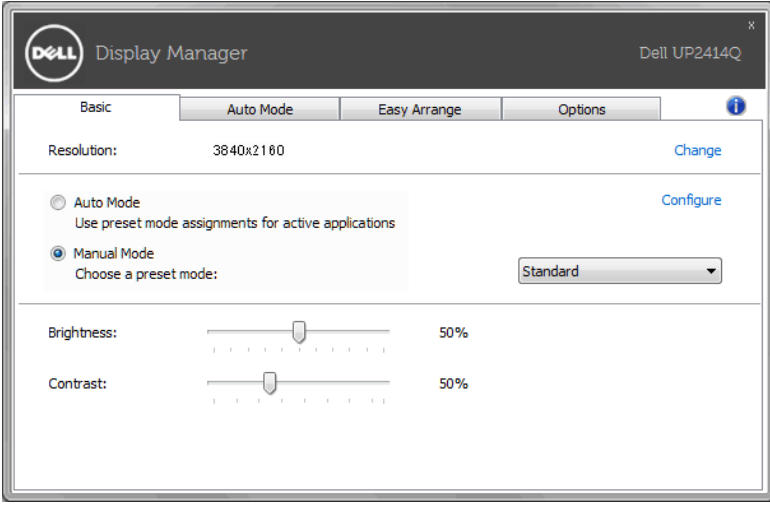 x
DELL Display Manager Dell UP2414Q
Basic Auto Mode Easy Arrange Options i
Resolution: 3840x2160 Change
Auto Mode Configure
Use preset mode assignments for active applications
Manual Mode
Choose a preset mode: Standard
Brightness: 50%
Contrast: 50%